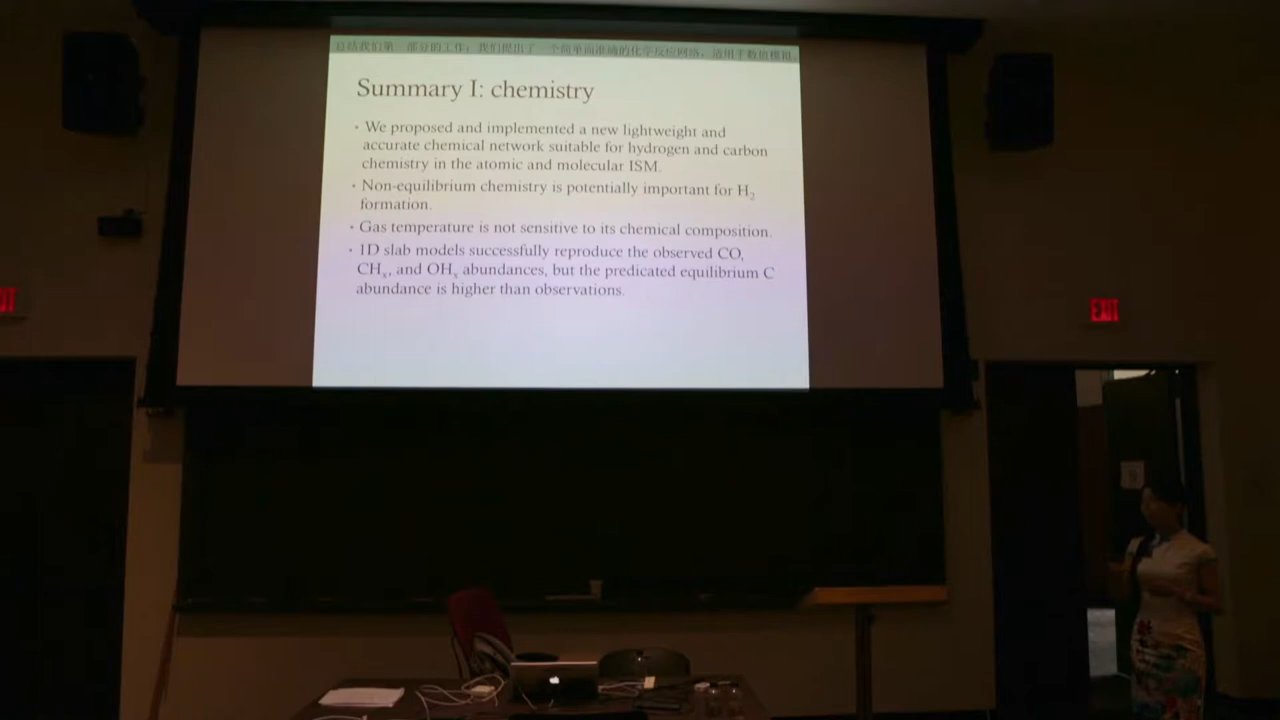 总结我们第一部分的工作：我们提出了一个简单而准确的化学反应网络，适用于数值模拟。
Summary I: chemistry
• We proposed and implemented a new lightweight and
accurate chemical network suitable for hydrogen and carbon
chemistry in the atomic and molecular ISM.
• Non-equilibrium chemistry is potentially important for H₂
formation.
• Gas temperature is not sensitive to its chemical composition.
• 1D slab models successfully reproduce the observed CO,
CHₓ, and OHₓ abundances, but the predicated equilibrium C
abundance is higher than observations.
EXIT
XIT